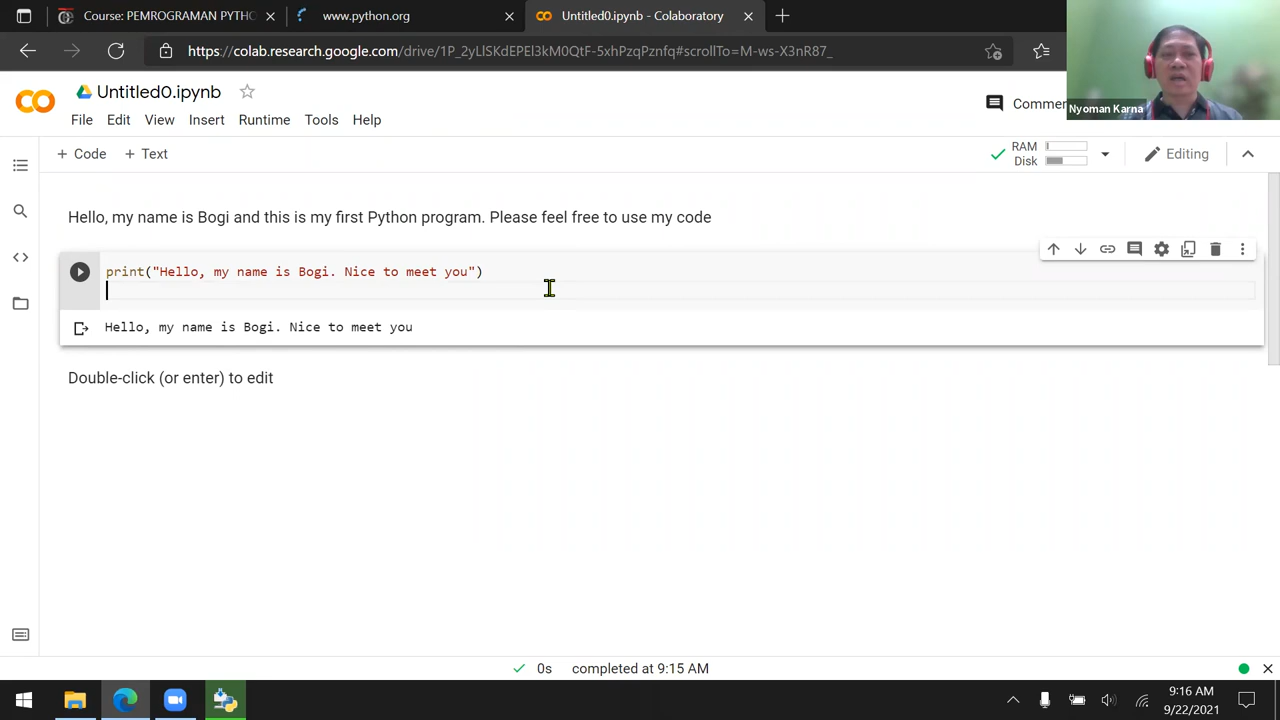 Course: PEMROGRAMAN PYTHO
www.python.org
Untitled0.ipynb - Colaboratory
https://colab.research.google.com/drive/1P_2yLlSKdEPEl3kM0QtF-5xhPzqPznfq#scrollTo=M-ws-X3nR87_
Untitled0.ipynb
Comme
Nyoman Karna
File Edit View Insert Runtime Tools Help
+ Code + Text
RAM
Disk
Editing
Hello, my name is Bogi and this is my first Python program. Please feel free to use my code
print("Hello, my name is Bogi. Nice to meet you")
Hello, my name is Bogi. Nice to meet you
Double-click (or enter) to edit
0s completed at 9:15 AM
9:16 AM
9/22/2021